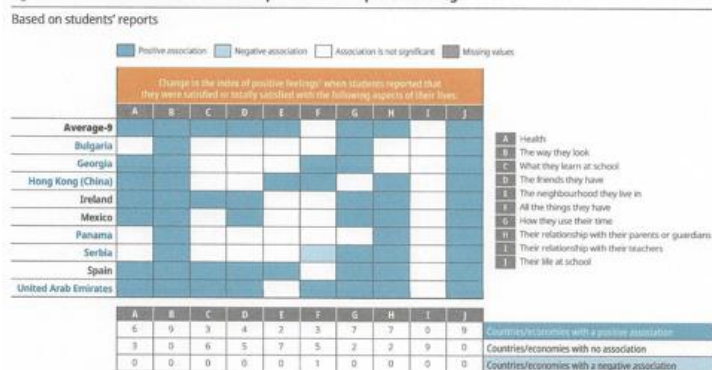 Based on students' reports
Positive association
Negative association
Association is not significant
Missing values
Change in the index of positive feelings¹ when students reported that
they were satisfied or totally satisfied with the following aspects of their lives:
A B C D E F G H I J
Average-9
Bulgaria
Georgia
Hong Kong (China)
Ireland
Mexico
Panama
Serbia
Spain
United Arab Emirates
A Health
B The way they look
C What they learn at school
D The friends they have
E The neighbourhood they live in
F All the things they have
G How they use their time
H Their relationship with their parents or guardians
I Their relationship with their teachers
J Their life at school
A B C D E F G H I J
6 9 3 4 2 3 7 7 0 9 Countries/economies with a positive association
3 0 6 5 7 5 2 2 9 0 Countries/economies with no association
0 0 0 0 0 1 0 0 0 0 Countries/economies with a negative association